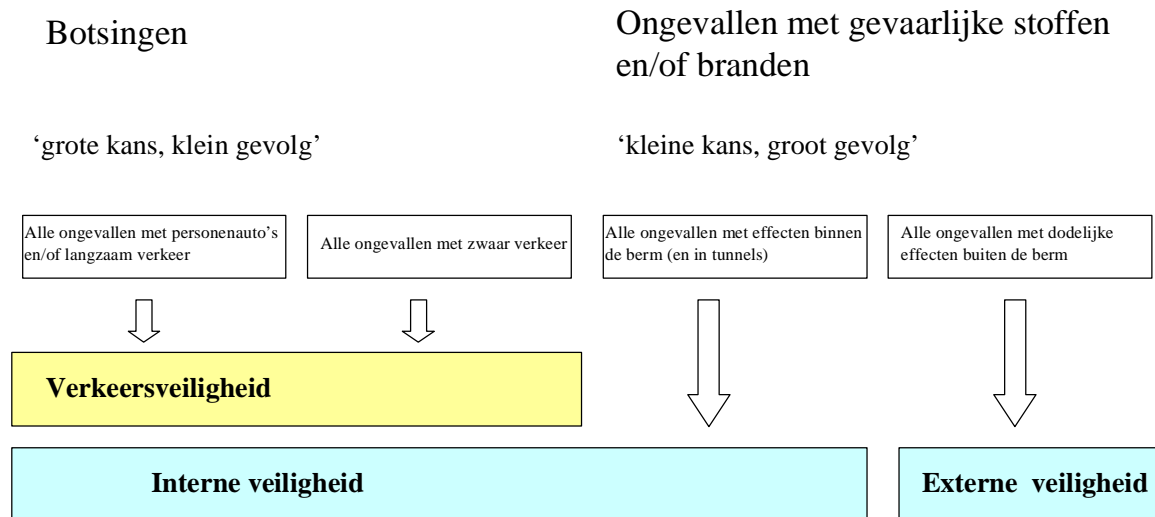 Botsingen
Ongevallen met gevaarlijke stoffen
en/of branden
‘grote kans, klein gevolg’
‘kleine kans, groot gevolg’
Alle ongevallen met personenauto’s
en/of langzaam verkeer
Alle ongevallen met zwaar verkeer
Alle ongevallen met effecten binnen
de berm (en in tunnels)
Alle ongevallen met dodelijke
effecten buiten de berm
Verkeersveiligheid
Interne veiligheid
Externe veiligheid